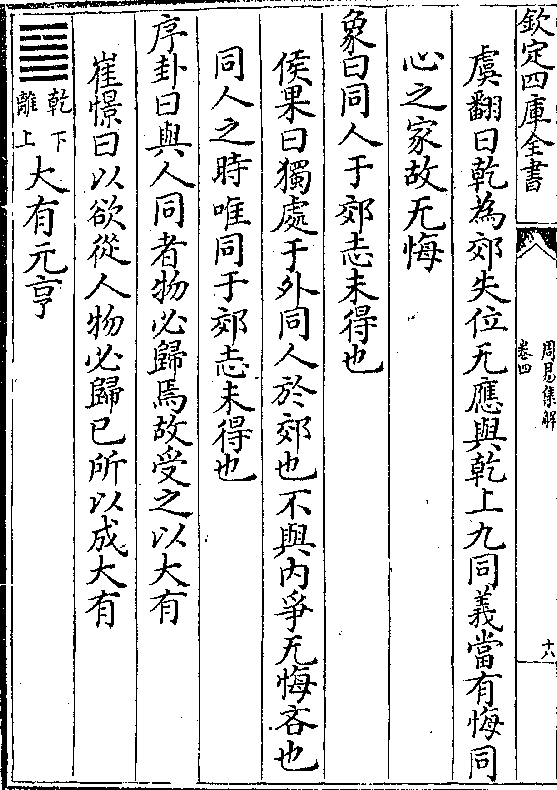 欽定四庫全書
周易集解
卷四
十六
虞翻曰乾為郊失位无應與乾上九同義當有悔同
心之家故无悔
象曰同人于郊志未得也
侯果曰獨處于外同人於郊也不與内爭无悔吝也
同人之時唯同于郊志未得也
序卦曰與人同者物必歸焉故受之以大有
崔憬曰以欲從人物必歸已所以成大有
䷍乾下離上大有元亨